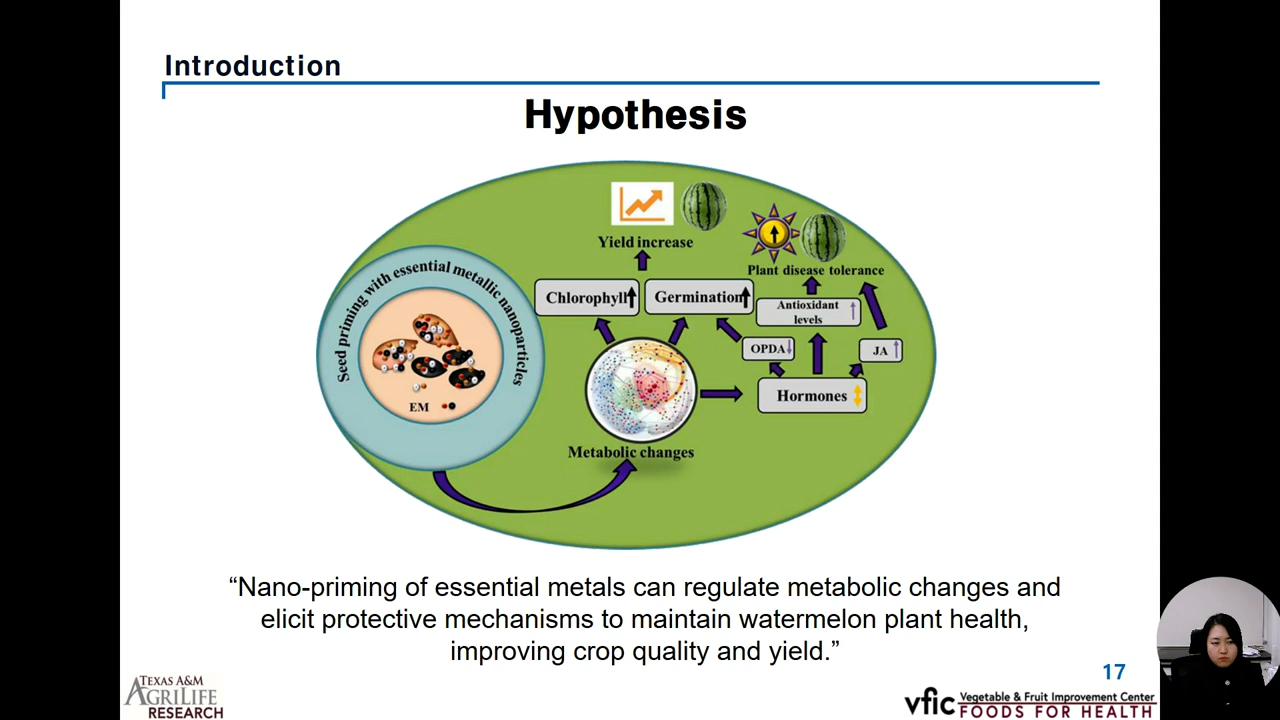 Introduction
Hypothesis
Yield increase
Plant disease tolerance
Seed priming with essential metallic nanoparticles
Chlorophyll
Germination
Antioxidant
levels
OPDA
JA
Hormones
EM
Metabolic changes
“Nano-priming of essential metals can regulate metabolic changes and
elicit protective mechanisms to maintain watermelon plant health,
improving crop quality and yield.”
17
TEXAS A&M
AGRILIFE
RESEARCH
vfic Vegetable & Fruit Improvement Center
FOODS FOR HEALTH